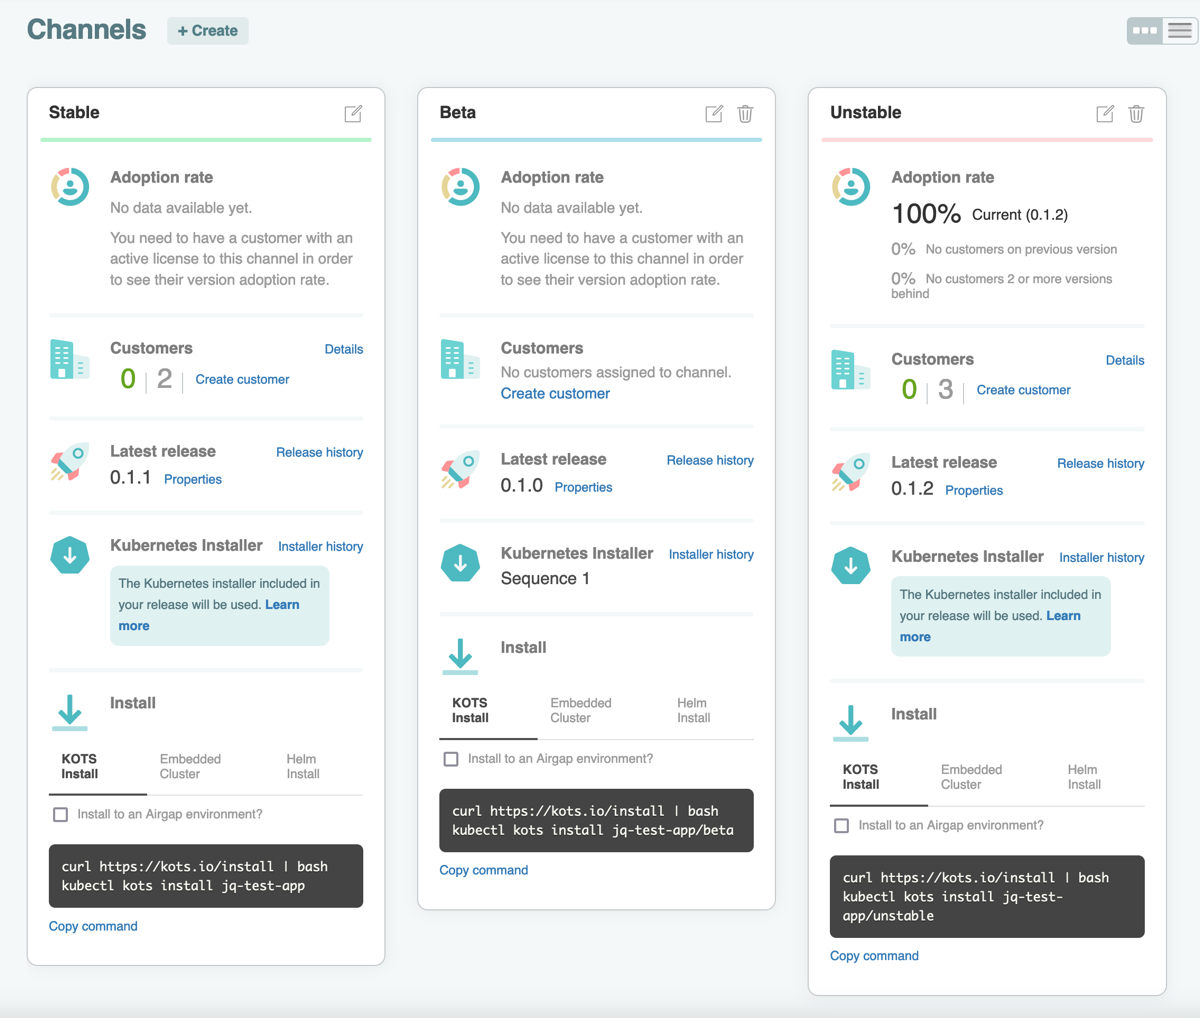 Channels
+ Create
Stable
Adoption rate
No data available yet.
You need to have a customer with an
active license to this channel in order
to see their version adoption rate.
Customers
Details
0 | 2 | Create customer
Latest release
Release history
0.1.1 Properties
Kubernetes Installer
Installer history
The Kubernetes installer included in
your release will be used. Learn
more
Install
KOTS
Install
Embedded
Cluster
Helm
Install
Install to an Airgap environment?
curl https://kots.io/install | bash
kubectl kots install jq-test-app
Copy command
Beta
Adoption rate
No data available yet.
You need to have a customer with an
active license to this channel in order
to see their version adoption rate.
Customers
No customers assigned to channel.
Create customer
Latest release
Release history
0.1.0 Properties
Kubernetes Installer
Installer history
Sequence 1
Install
KOTS
Install
Embedded
Cluster
Helm
Install
Install to an Airgap environment?
curl https://kots.io/install | bash
kubectl kots install jq-test-app/beta
Copy command
Unstable
Adoption rate
100% Current (0.1.2)
0% No customers on previous version
0% No customers 2 or more versions
behind
Customers
Details
0 | 3 | Create customer
Latest release
Release history
0.1.2 Properties
Kubernetes Installer
Installer history
The Kubernetes installer included in
your release will be used. Learn
more
Install
KOTS
Install
Embedded
Cluster
Helm
Install
Install to an Airgap environment?
curl https://kots.io/install | bash
kubectl kots install jq-test-
app/unstable
Copy command